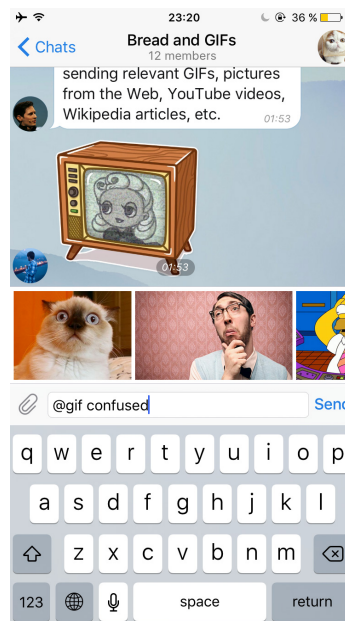 23:20
36 %
Chats
Bread and GIFs
12 members
sending relevant GIFs, pictures
from the Web, YouTube videos,
Wikipedia articles, etc.
01:53
01:53
@gif confused
Send
q w e r t y u i o p
a s d f g h j k l
z x c v b n m
123 space return